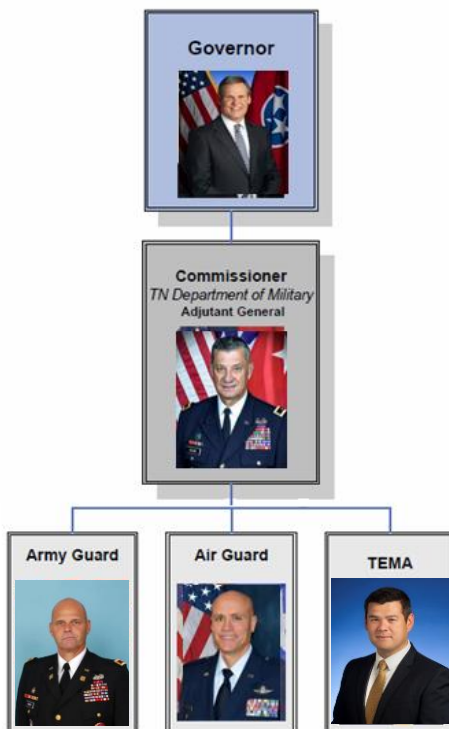 Governor
Commissioner
TN Department of Military
Adjutant General
Army Guard
Air Guard
TEMA